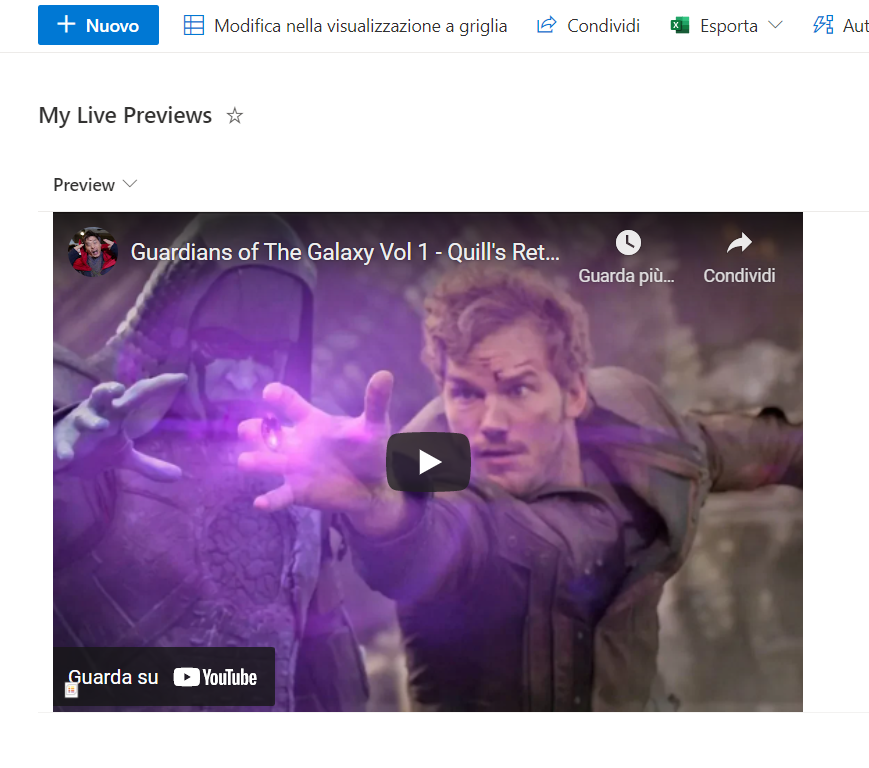 Nuovo Modifica nella visualizzazione a griglia Condividi Esporta Aut
My Live Previews
Preview
Guardians of The Galaxy Vol 1 - Quill's Ret...
Guarda più... Condividi
Guarda su YouTube